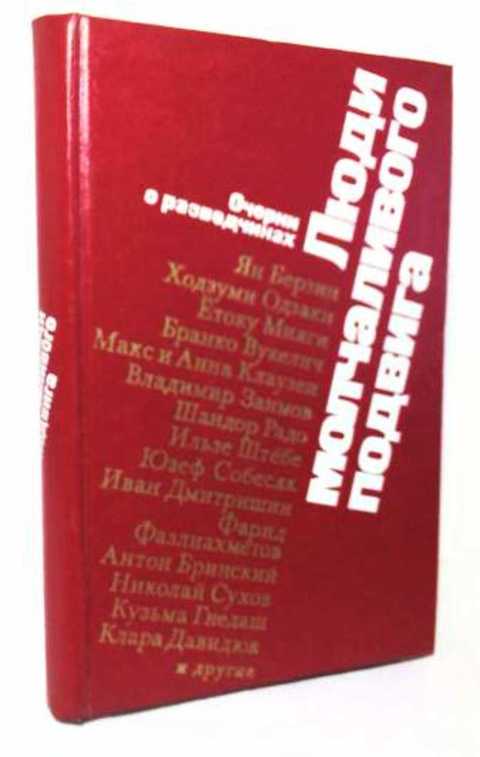 Люди
молчаливого
подвига
Очерки
о разведчиках
Ян Берзин
Ходзуми Одзаки
Ётоку Мияги
Бранко Вукелич
Макс и Анна Клаузен
Владимир Заимов
Шандор Радо
Ильзе Штёбе
Юзеф Собесяк
Иван Дмитришин
Фарид
Фазлиахметов
Антон Бринский
Николай Сухов
Кузьма Гнедаш
Клара Давидюк
и другие